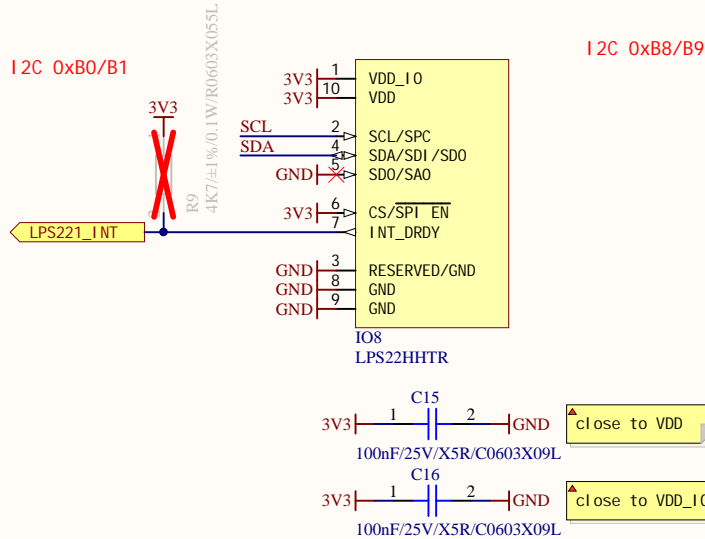 I2C 0xB0/B1
I2C 0xB8/B9
3V3
R9
4K7/±1%/0.1W/R0603X055L
LPS221_INT
SCL
SDA
3V3 1 VDD_IO
3V3 10 VDD
2 SCL/SPC
4 SDA/SDI/SDO
GND 5 SDO/SAO
3V3 6 CS/SPI EN
7 INT_DRDY
GND 3 RESERVED/GND
GND 8 GND
GND 9 GND
IO8
LPS22HHTR
C15
3V3 1 2 GND
100nF/25V/X5R/C0603X09L
close to VDD
C16
3V3 1 2 GND
100nF/25V/X5R/C0603X09L
close to VDD_IO